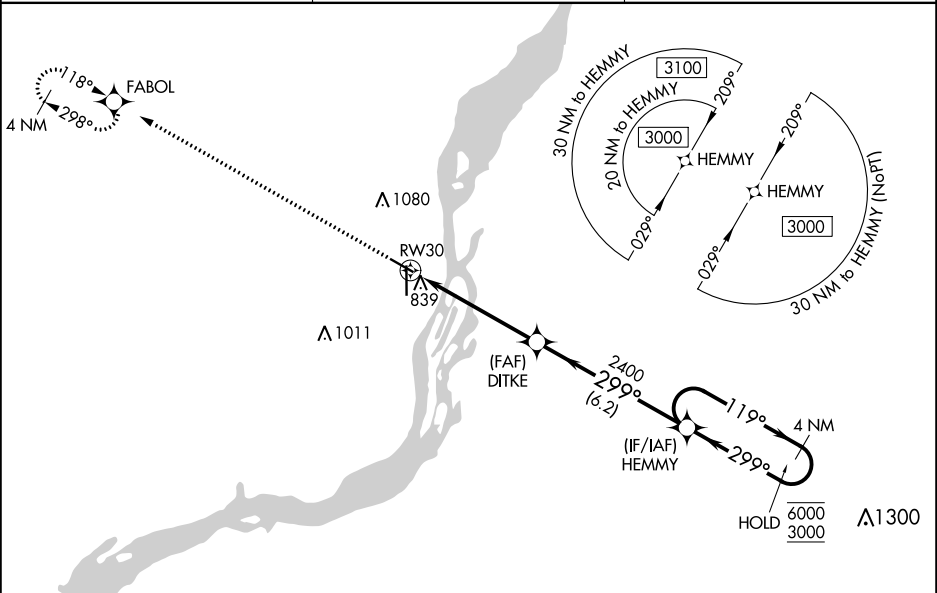 118°
FABOL
298°
4 NM
30 NM to HEMMY
3100
20 NM to HEMMY
3000
209°
HEMMY
029°
209°
HEMMY
3000
029°
30 NM to HEMMY (NoPT)
1080
RW30
839
1011
(FAF)
DITKE
2400
299°
(6.2)
119°
4 NM
(IF/IAF)
HEMMY
299°
HOLD
6000
3000
1300